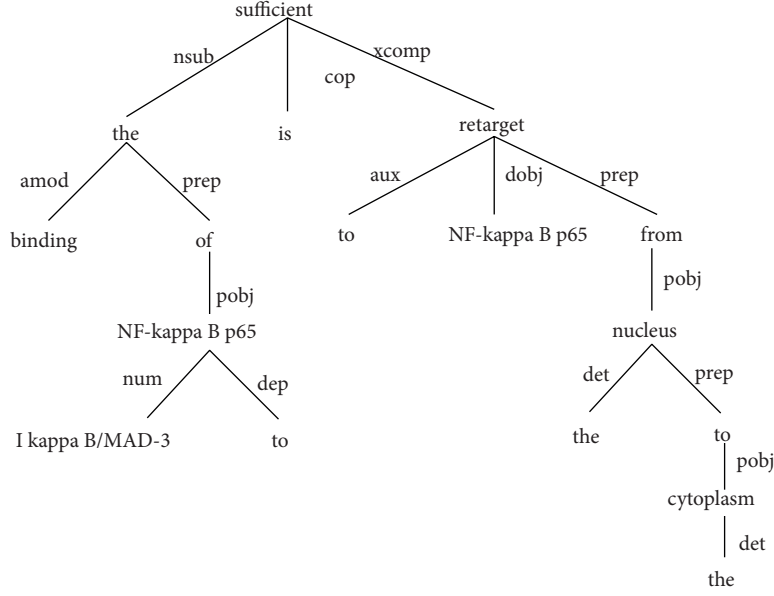 sufficient
nsub
cop
xcomp
the
is
retarget
amod
prep
aux
dobj
prep
binding
of
to
NF-kappa B p65
from
pobj
pobj
NF-kappa B p65
nucleus
num
dep
det
prep
I kappa B/MAD-3
to
the
to
pobj
cytoplasm
det
the